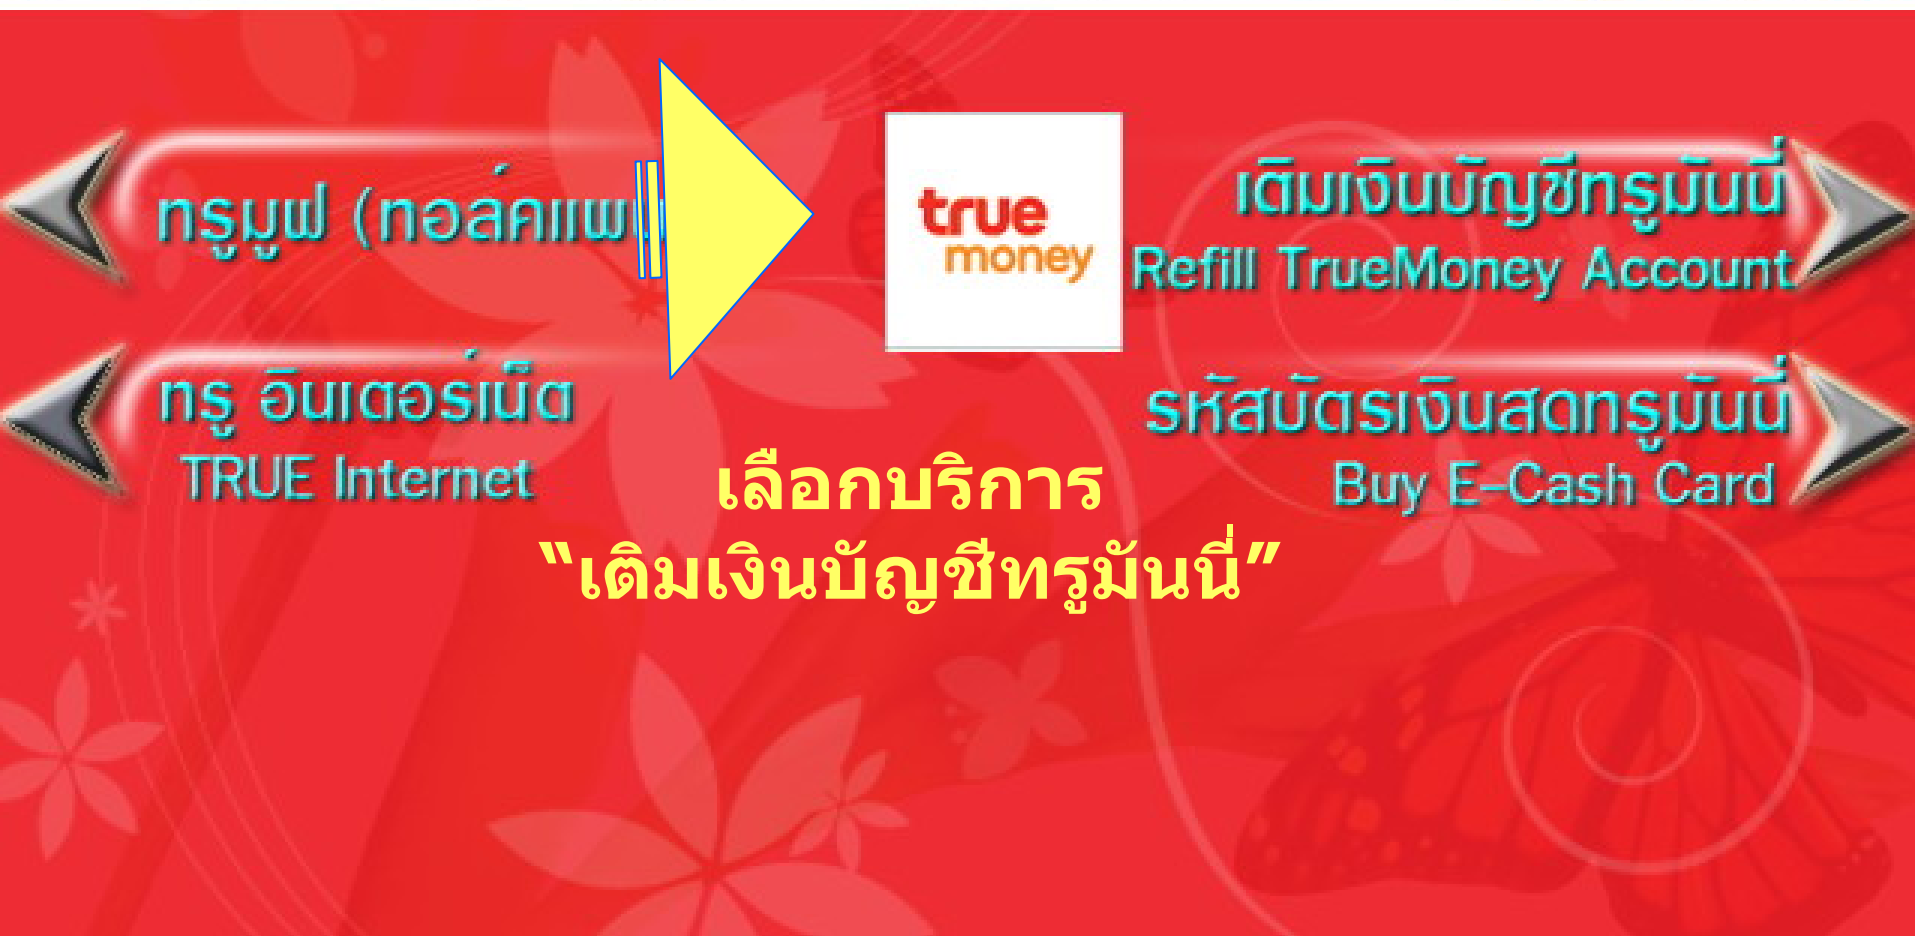 ทรูมูฟ (ทอล์คแพ
true
money
เติมเงินบัญชีทรูมันนี่
Refill TrueMoney Account
ทรู อินเตอร์เน็ต
TRUE Internet
รหัสบัตรเงินสดทรูมันนี่
Buy E-Cash Card
เลือกบริการ
“เติมเงินบัญชีทรูมันนี่”